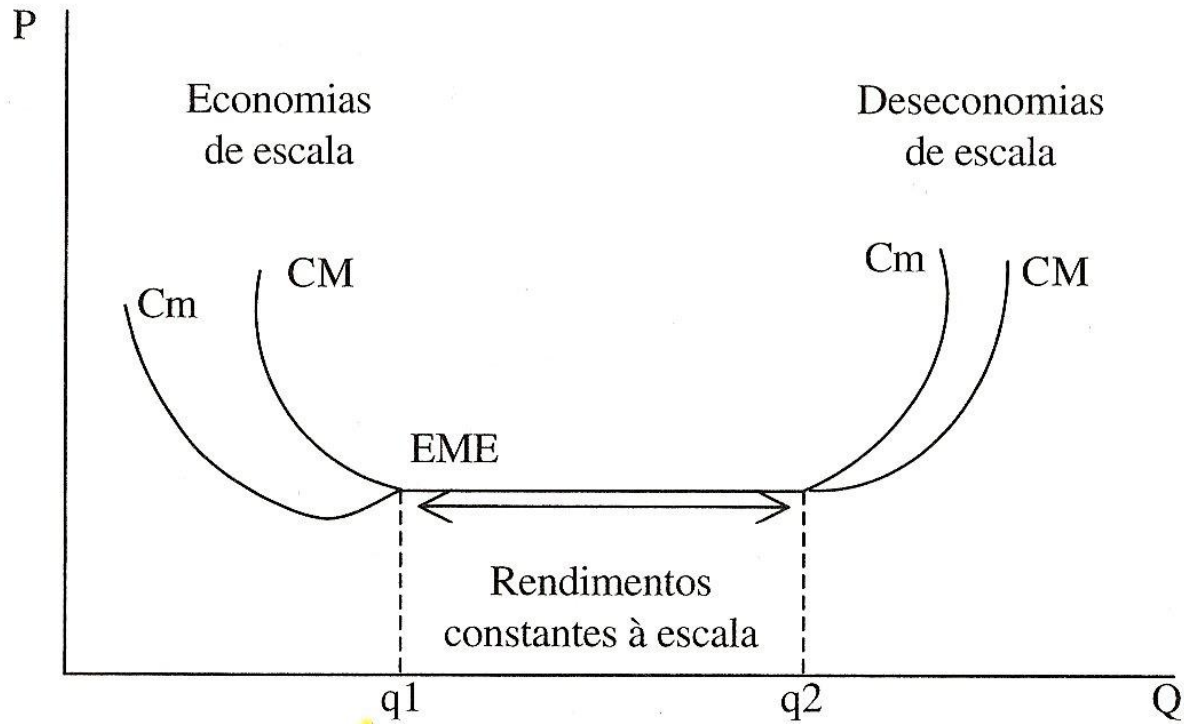 P
Economias
de escala
Deseconomias
de escala
Cm
CM
Cm
CM
EME
Rendimentos
constantes à escala
q1
q2
Q